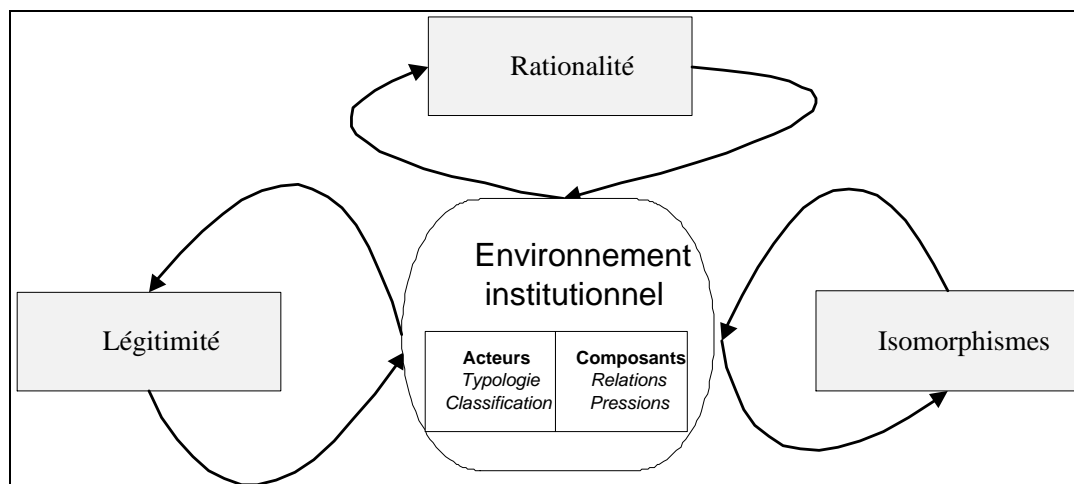 Rationalité
Environnement
institutionnel
Légitimité
Acteurs
Typologie
Classification
Composants
Relations
Pressions
Isomorphismes